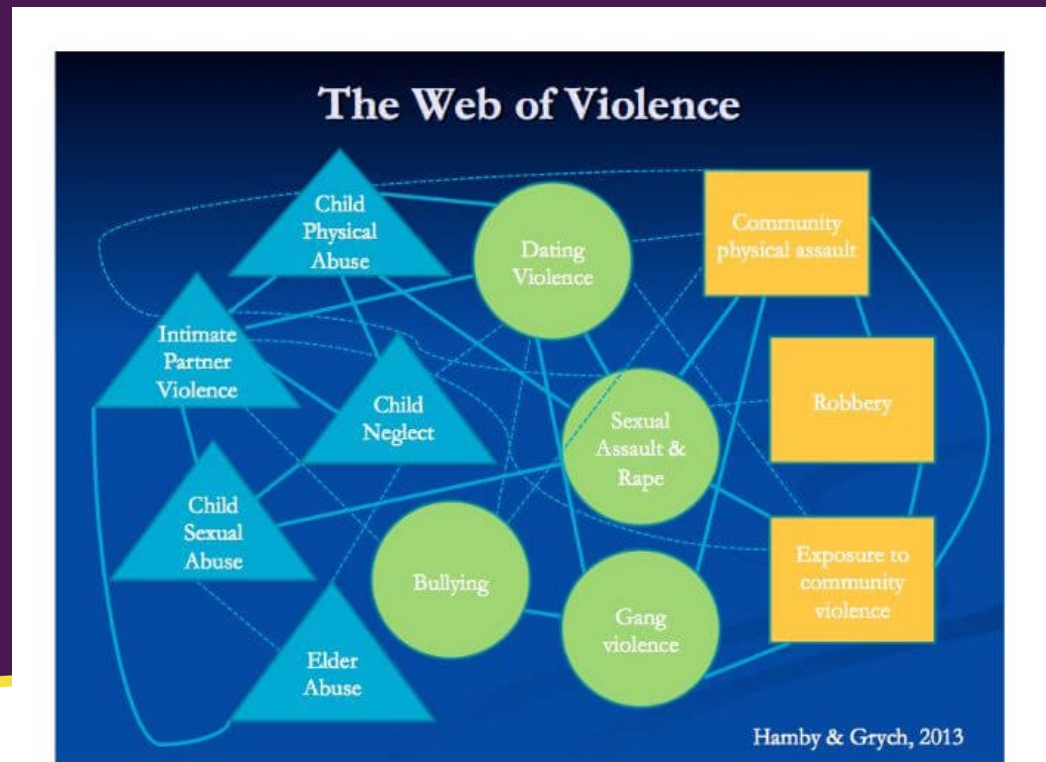 The Web of Violence
Child
Physical
Abuse
Dating
Violence
Community
physical assault
Intimate
Partner
Violence
Child
Neglect
Sexual
Assault &
Rape
Robbery
Child
Sexual
Abuse
Bullying
Gang
violence
Exposure to
community
violence
Elder
Abuse
Hamby & Grych, 2013